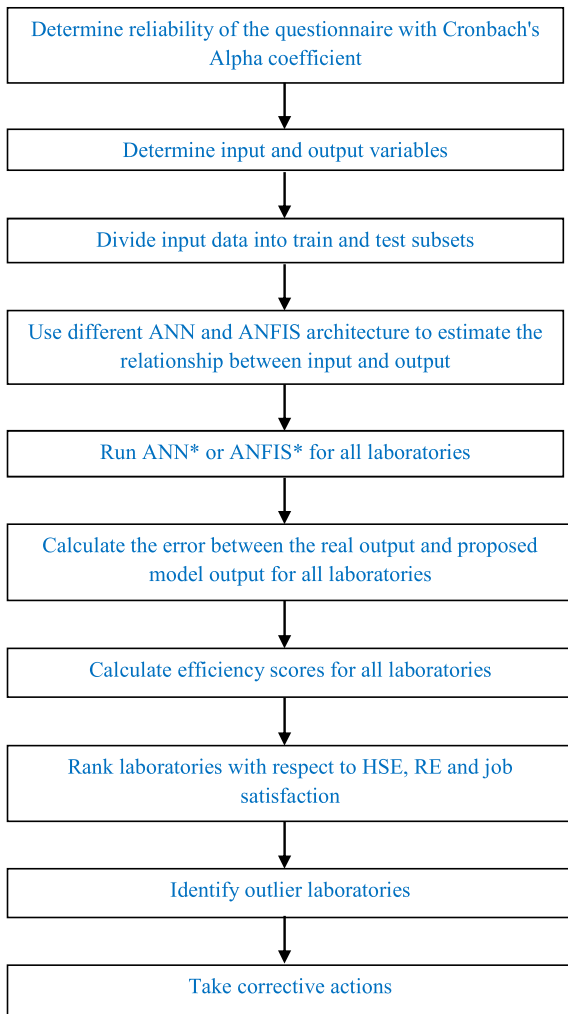 Determine reliability of the questionnaire with Cronbach's
Alpha coefficient
Determine input and output variables
Divide input data into train and test subsets
Use different ANN and ANFIS architecture to estimate the
relationship between input and output
Run ANN* or ANFIS* for all laboratories
Calculate the error between the real output and proposed
model output for all laboratories
Calculate efficiency scores for all laboratories
Rank laboratories with respect to HSE, RE and job
satisfaction
Identify outlier laboratories
Take corrective actions